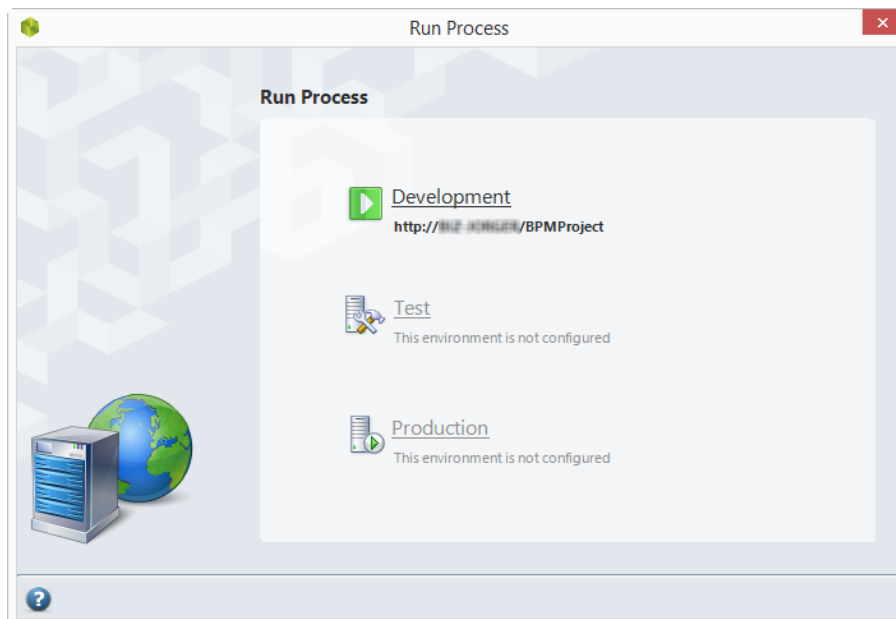 Run Process
Run Process
Development
http:// /BPMProject
Test
This environment is not configured
Production
This environment is not configured